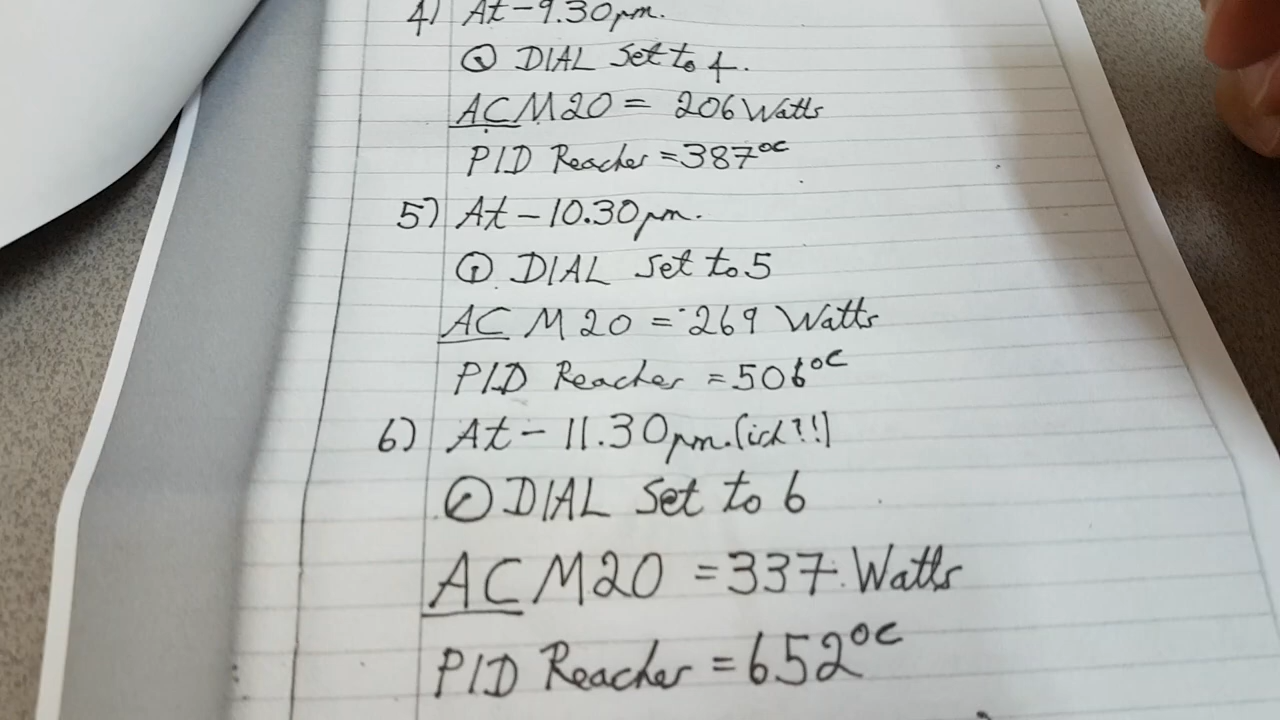 4) At-9.30pm.
① DIAL Set to 4.
ACM20 = 206 Watts
PID Reaches = 387°C
5) At-10.30pm.
① DIAL Set to 5
AC M20 = 269 Watts
PID Reaches = 506°C
6) At-11.30pm.
① DIAL Set to 6
ACM20 = 337 Watts
PID Reaches = 652°C